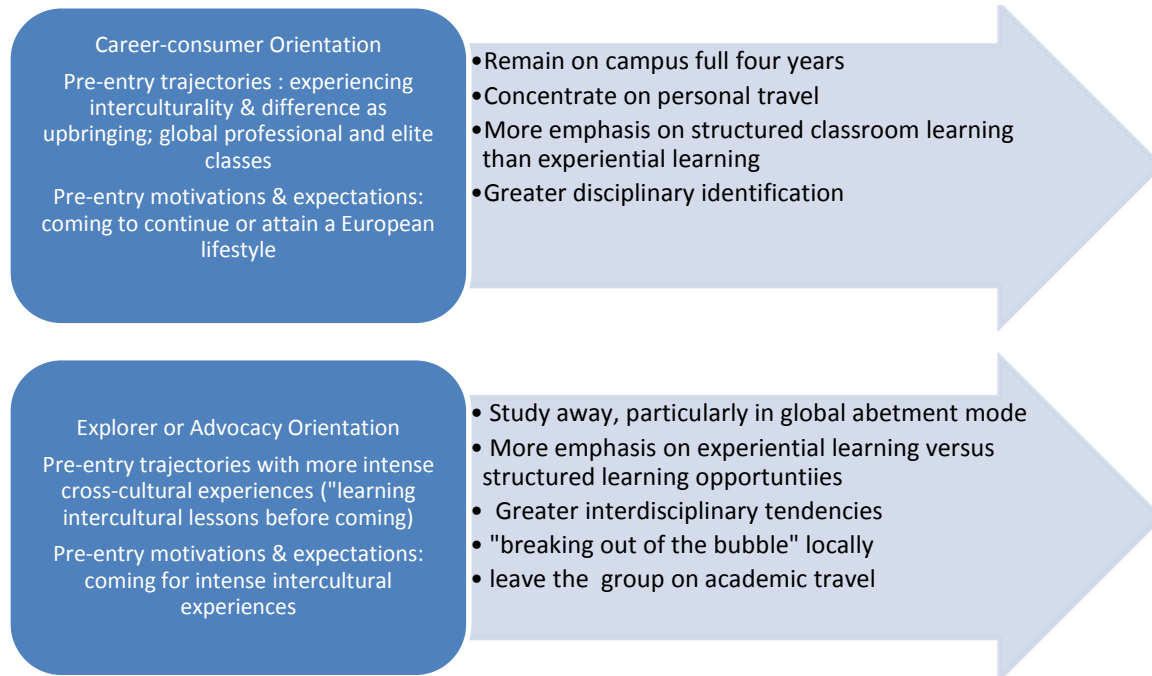 Career-consumer Orientation
Pre-entry trajectories : experiencing
interculturality & difference as
upbringing; global professional and elite
classes
Pre-entry motivations & expectations:
coming to continue or attain a European
lifestyle
•Remain on campus full four years
•Concentrate on personal travel
•More emphasis on structured classroom learning
than experiential learning
•Greater disciplinary identification
Explorer or Advocacy Orientation
Pre-entry trajectories with more intense
cross-cultural experiences ("learning
intercultural lessons before coming)
Pre-entry motivations & expectations:
coming for intense intercultural
experiences
• Study away, particularly in global abetment mode
• More emphasis on experiential learning versus
structured learning opportuntiies
• Greater interdisciplinary tendencies
• "breaking out of the bubble" locally
• leave the group on academic travel